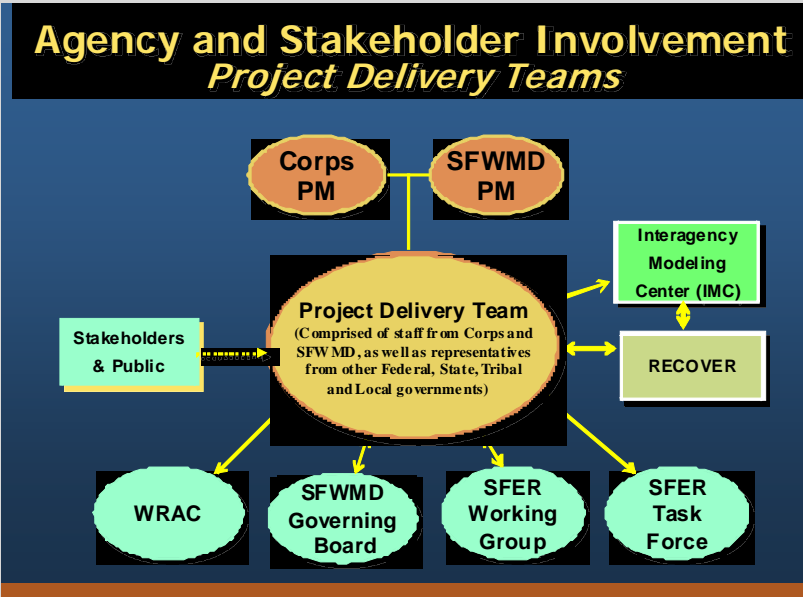 Agency and Stakeholder Involvement
Project Delivery Teams
Corps
PM
SFWMD
PM
Interagency
Modeling
Center (IMC)
Project Delivery Team
(Comprised of staff from Corps and
SFWMD, as well as representatives
from other Federal, State, Tribal
and Local governments)
Stakeholders
& Public
RECOVER
WRAC
SFWMD
Governing
Board
SFER
Working
Group
SFER
Task
Force